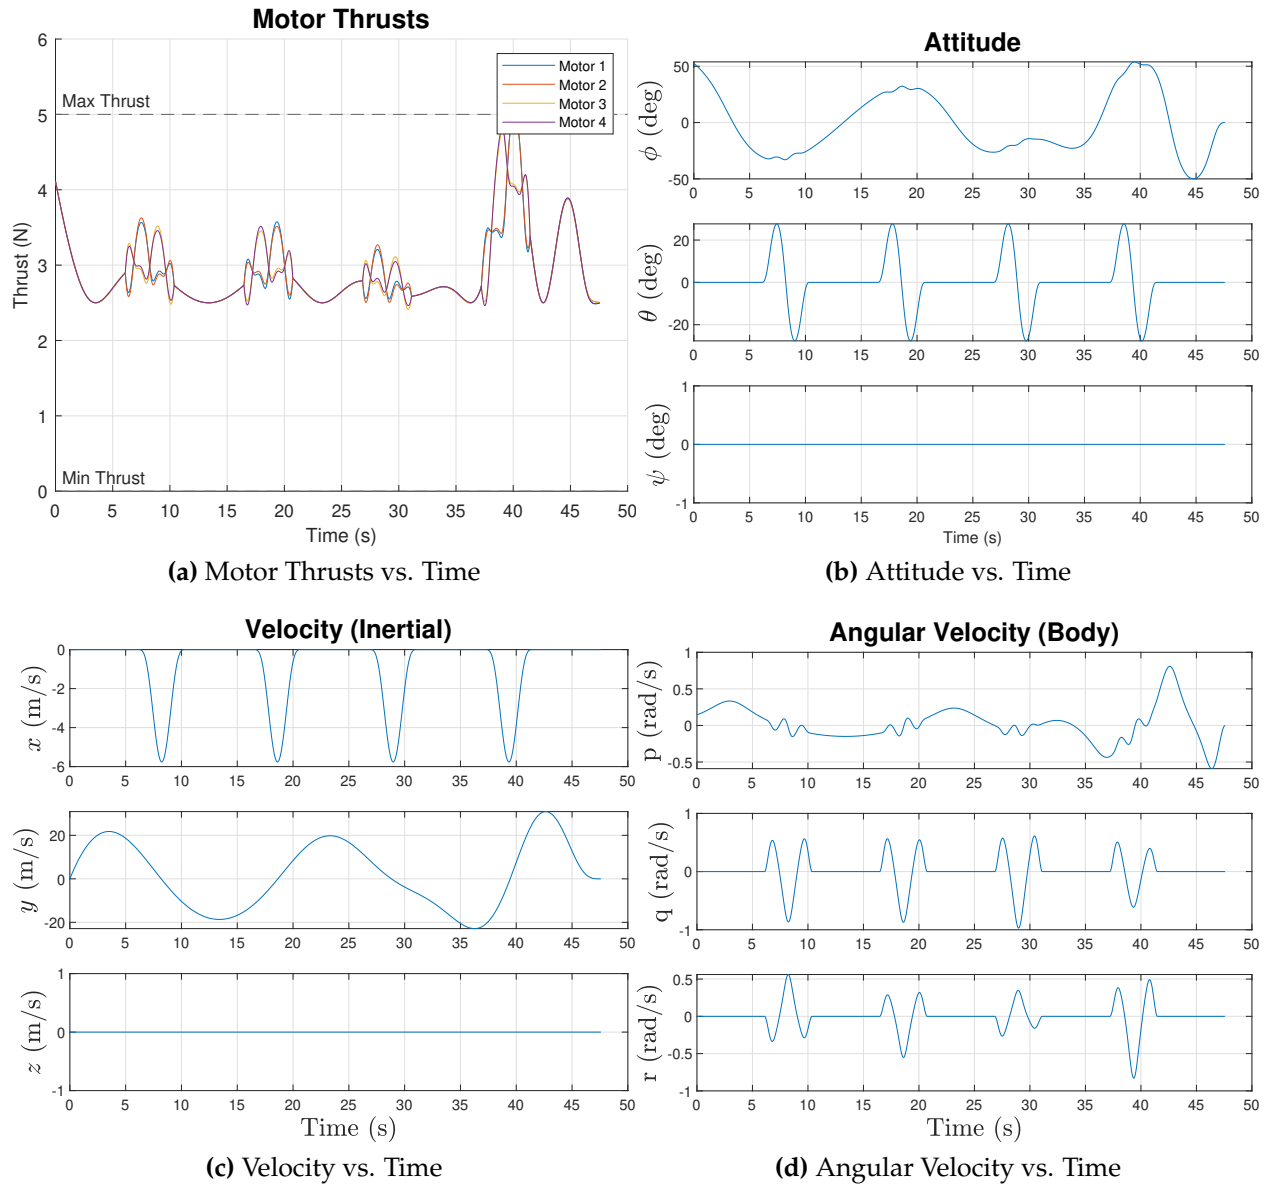 Motor Thrusts
6
5
4
3
2
1
0
Thrust (N)
Max Thrust
Min Thrust
Motor 1
Motor 2
Motor 3
Motor 4
0 5 10 15 20 25 30 35 40 45 50
Time (s)
(a) Motor Thrusts vs. Time
Attitude
50
0
-50
ϕ (deg)
0 5 10 15 20 25 30 35 40 45 50
20
0
-20
θ (deg)
0 5 10 15 20 25 30 35 40 45 50
1
0
-1
ψ (deg)
0 5 10 15 20 25 30 35 40 45 50
Time (s)
(b) Attitude vs. Time
Velocity (Inertial)
0
-2
-4
-6
x (m/s)
0 5 10 15 20 25 30 35 40 45 50
20
0
-20
y (m/s)
0 5 10 15 20 25 30 35 40 45 50
1
0
-1
z (m/s)
0 5 10 15 20 25 30 35 40 45 50
Time (s)
(c) Velocity vs. Time
Angular Velocity (Body)
1
0.5
0
-0.5
p (rad/s)
0 5 10 15 20 25 30 35 40 45 50
1
0
-1
q (rad/s)
0 5 10 15 20 25 30 35 40 45 50
0.5
0
-0.5
-1
r (rad/s)
0 5 10 15 20 25 30 35 40 45 50
Time (s)
(d) Angular Velocity vs. Time